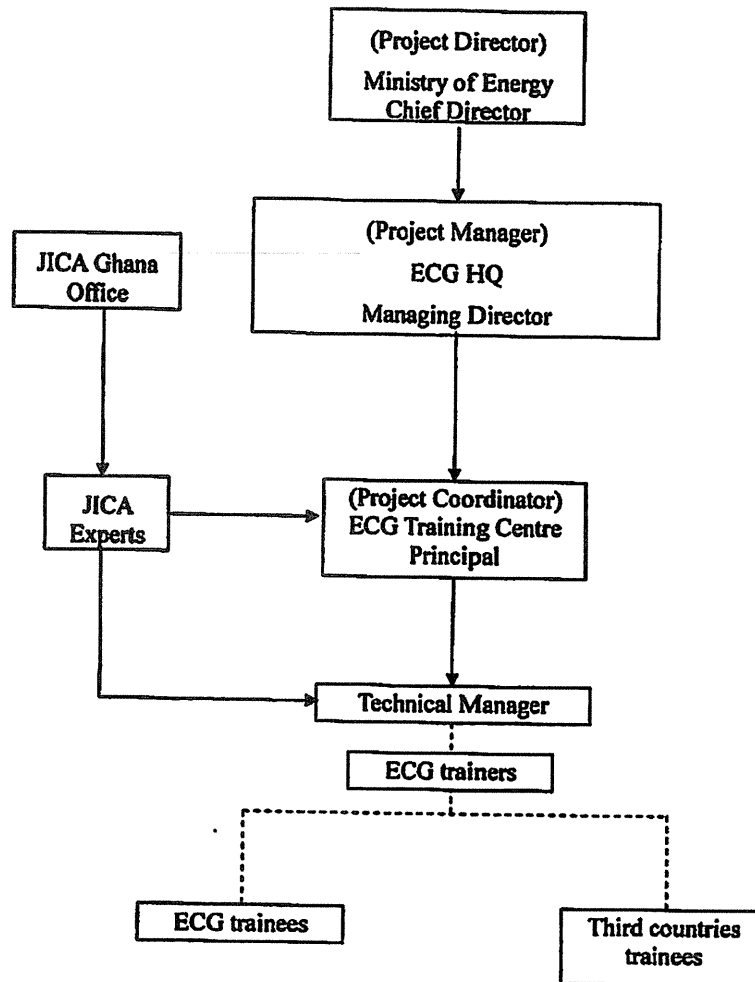 (Project Director)
Ministry of Energy
Chief Director
(Project Manager)
ECG HQ
Managing Director
JICA Ghana
Office
JICA
Experts
(Project Coordinator)
ECG Training Centre
Principal
Technical Manager
ECG trainers
ECG trainees
Third countries
trainees